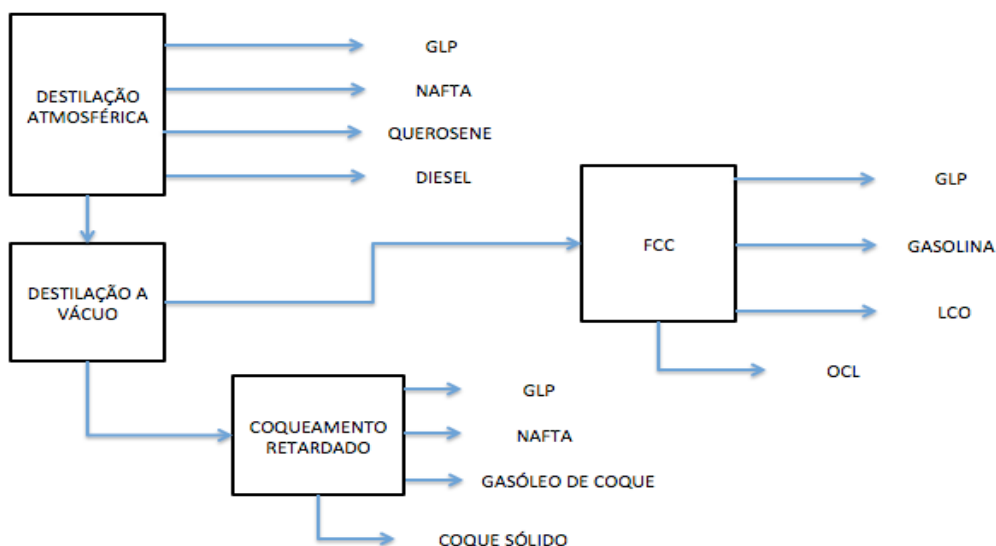 DESTILAÇÃO
ATMOSFÉRICA
GLP
NAFTA
QUEROSENE
DIESEL
DESTILAÇÃO A
VÁCUO
FCC
GLP
GASOLINA
LCO
OCL
COQUEAMENTO
RETARDADO
GLP
NAFTA
GASÓLEO DE COQUE
COQUE SÓLIDO